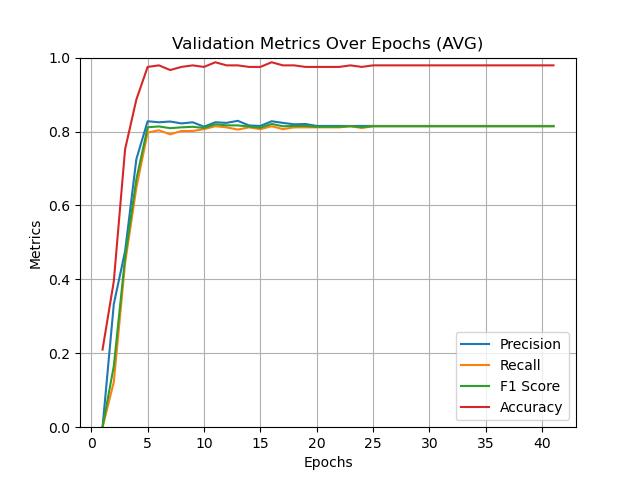 Validation Metrics Over Epochs (AVG)
1.0
0.8
0.6
0.4
0.2
0.0
Metrics
Precision
Recall
F1 Score
Accuracy
0 5 10 15 20 25 30 35 40
Epochs